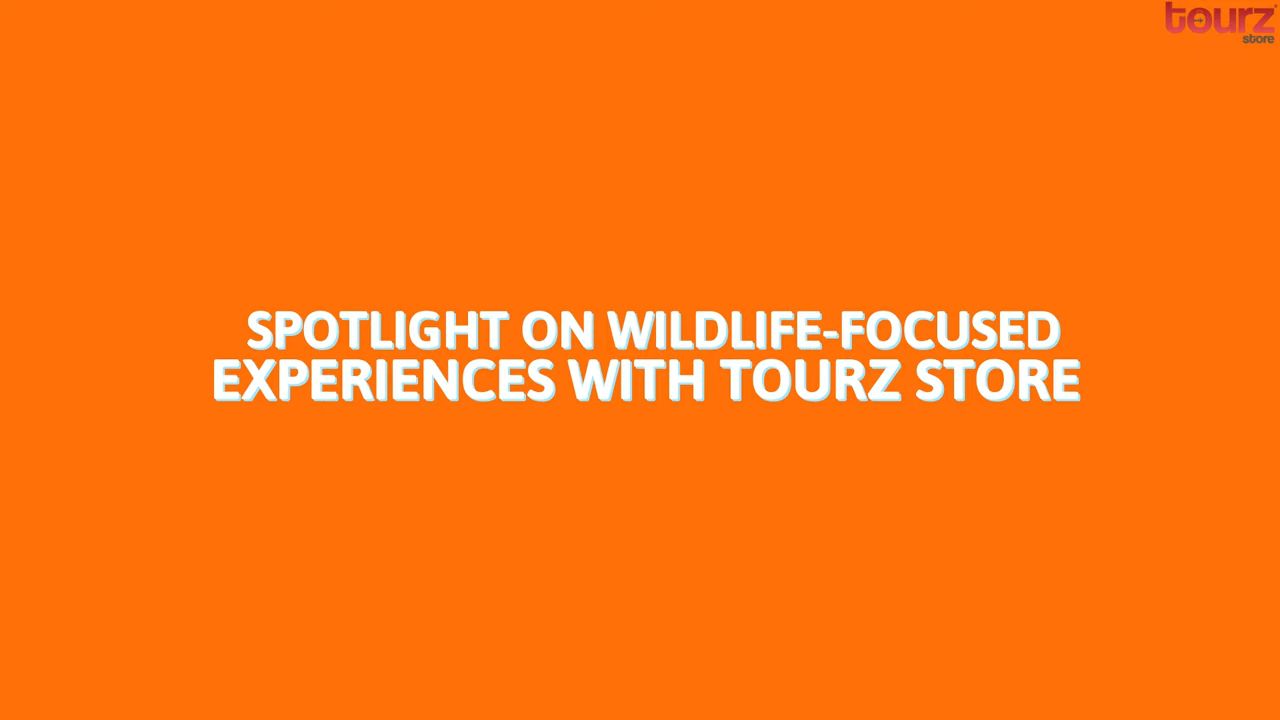 tourz
store
SPOTLIGHT ON WILDLIFE-FOCUSED
EXPERIENCES WITH TOURZ STORE